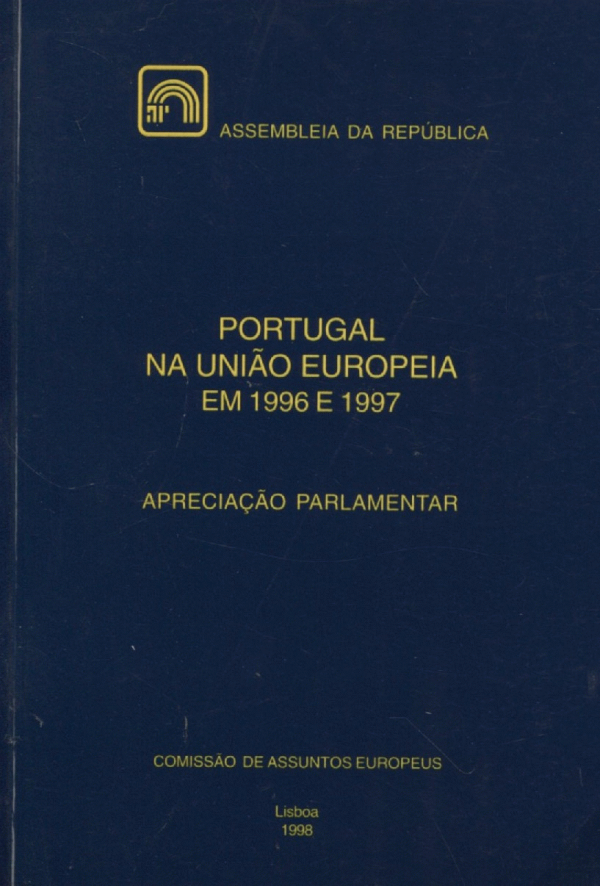 ASSEMBLEIA DA REPÚBLICA
PORTUGAL
NA UNIÃO EUROPEIA
EM 1996 E 1997
APRECIAÇÃO PARLAMENTAR
COMISSÃO DE ASSUNTOS EUROPEUS
Lisboa
1998